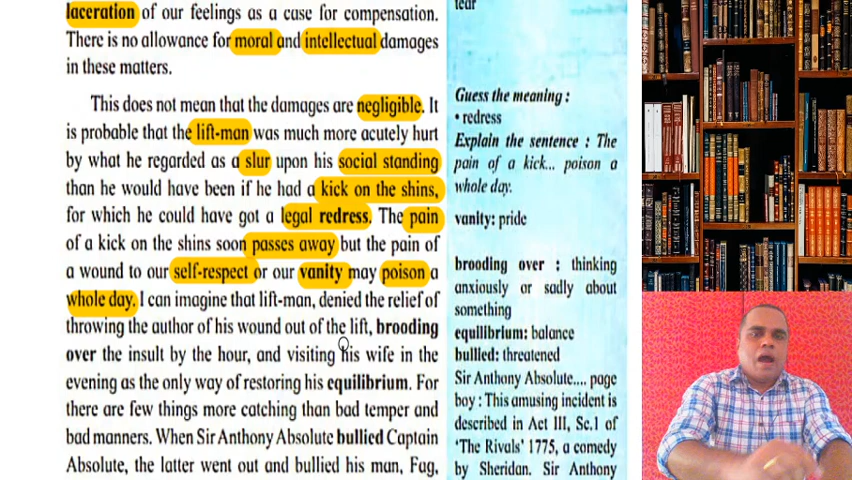 laceration of our feelings as a case for compensation.
There is no allowance for moral and intellectual damages
in these matters.
This does not mean that the damages are negligible. It
is probable that the lift-man was much more acutely hurt
by what he regarded as a slur upon his social standing
than he would have been if he had a kick on the shins,
for which he could have got a legal redress. The pain
of a kick on the shins soon passes away but the pain of
a wound to our self-respect or our vanity may poison a
whole day. I can imagine that lift-man, denied the relief of
throwing the author of his wound out of the lift, brooding
over the insult by the hour, and visiting his wife in the
evening as the only way of restoring his equilibrium. For
there are few things more catching than bad temper and
bad manners. When Sir Anthony Absolute bullied Captain
Absolute, the latter went out and bullied his man, Fag,
tear
Guess the meaning :
• redress
Explain the sentence : The
pain of a kick... poison a
whole day.
vanity: pride
brooding over : thinking
anxiously or sadly about
something
equilibrium: balance
bullied: threatened
Sir Anthony Absolute.... page
boy : This amusing incident is
described in Act III, Sc.1 of
'The Rivals' 1775, a comedy
by Sheridan. Sir Anthony